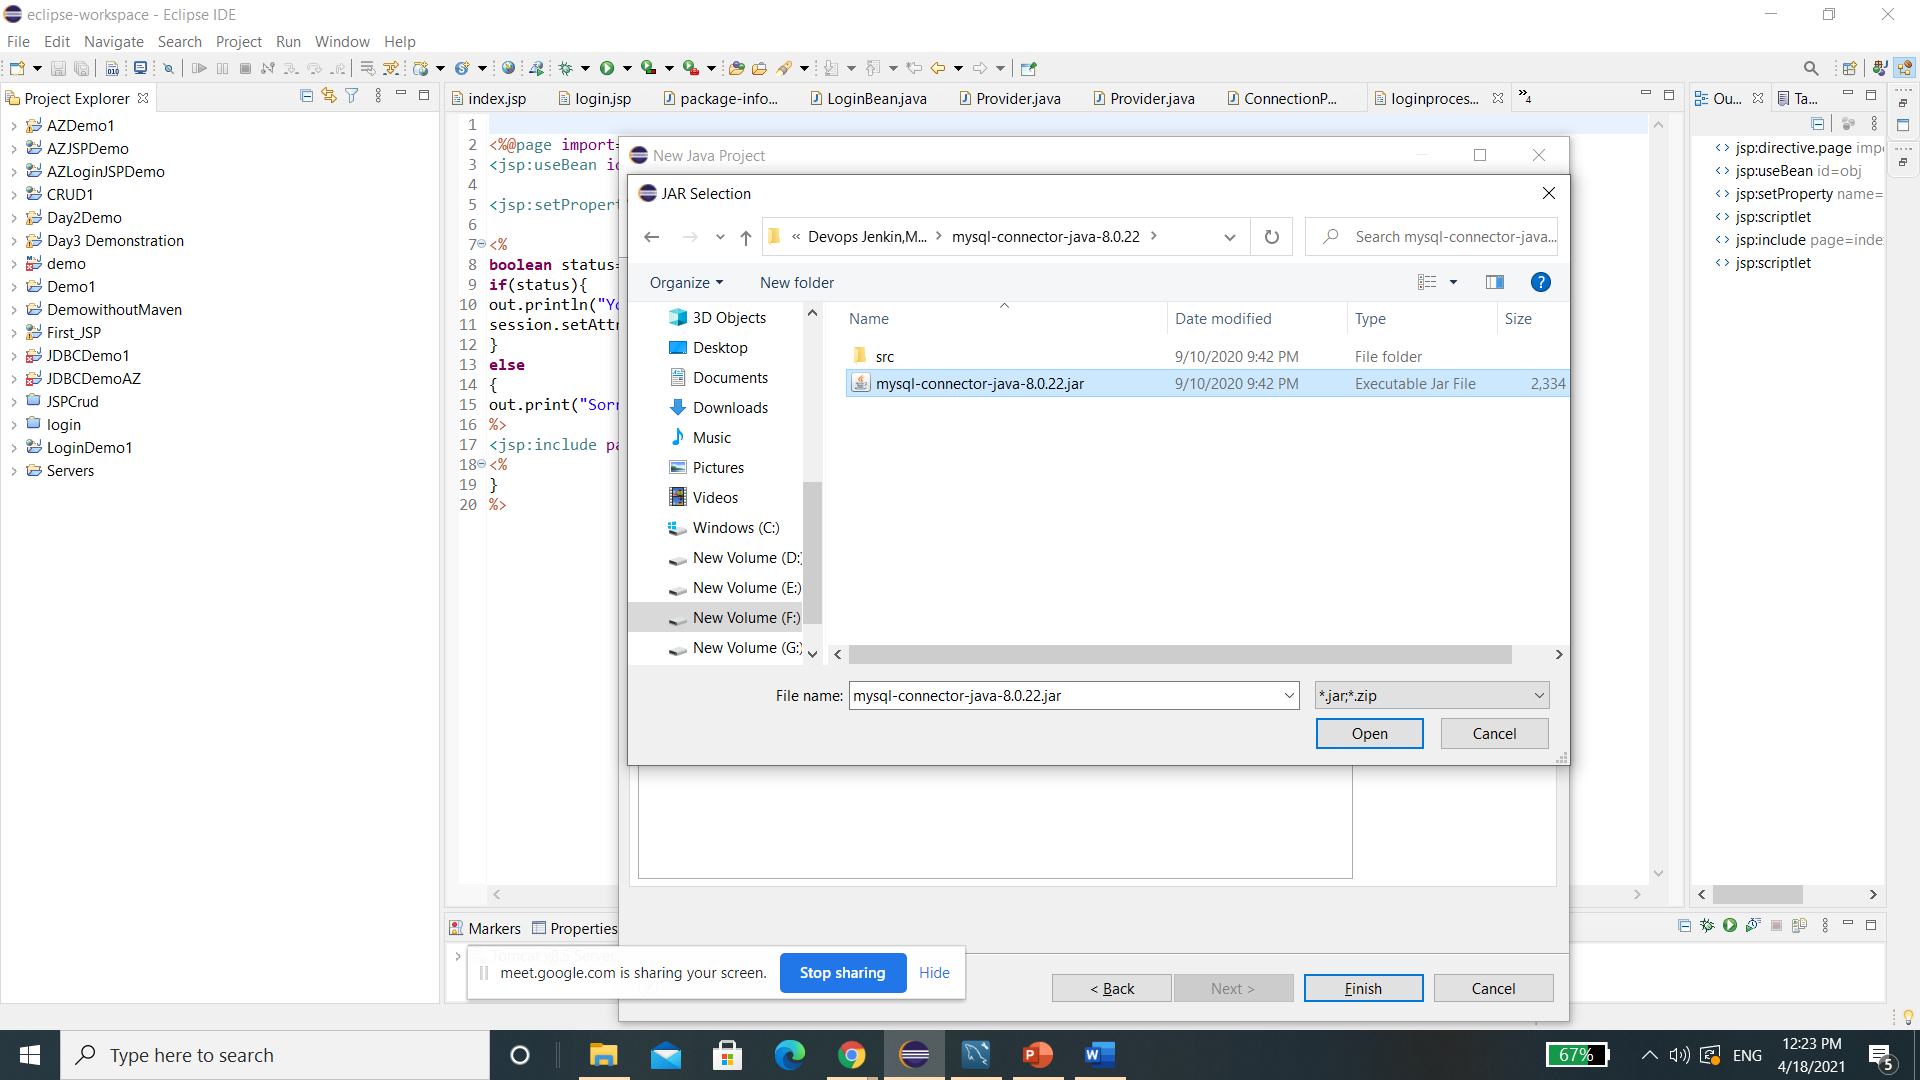 eclipse-workspace - Eclipse IDE
File Edit Navigate Search Project Run Window Help
Project Explorer
AZDemo1
AZJSPDemo
AZLoginJSPDemo
CRUD1
Day2Demo
Day3 Demonstration
demo
Demo1
DemowithoutMaven
First_JSP
JDBCDemo1
JDBCDemoAZ
JSPCrud
login
LoginDemo1
Servers
index.jsp login.jsp package-info... LoginBean.java Provider.java Provider.java ConnectionP... loginproces... »4
1
2 <%@page import=
3 <jsp:useBean id
4
5 <jsp:setPropert
6
7 <%
8 boolean status=
9 if(status){
10 out.println("Yo
11 session.setAttr
12 }
13 else
14 {
15 out.print("Sorr
16 %>
17 <jsp:include pa
18 <%
19 }
20 %>
New Java Project
JAR Selection
« Devops Jenkin,M... > mysql-connector-java-8.0.22 >
Search mysql-connector-java...
Organize New folder
3D Objects
Desktop
Documents
Downloads
Music
Pictures
Videos
Windows (C:)
New Volume (D:)
New Volume (E:)
New Volume (F:)
New Volume (G:)
Name Date modified Type Size
src 9/10/2020 9:42 PM File folder
mysql-connector-java-8.0.22.jar 9/10/2020 9:42 PM Executable Jar File 2,334
File name: mysql-connector-java-8.0.22.jar *.jar;*.zip
Open Cancel
Ou... Ta...
jsp:directive.page impo
jsp:useBean id=obj
jsp:setProperty name=
jsp:scriptlet
jsp:include page=inde
jsp:scriptlet
Markers Properties
meet.google.com is sharing your screen. Stop sharing Hide
< Back Next > Finish Cancel
Type here to search
67%
ENG
12:23 PM
4/18/2021
5